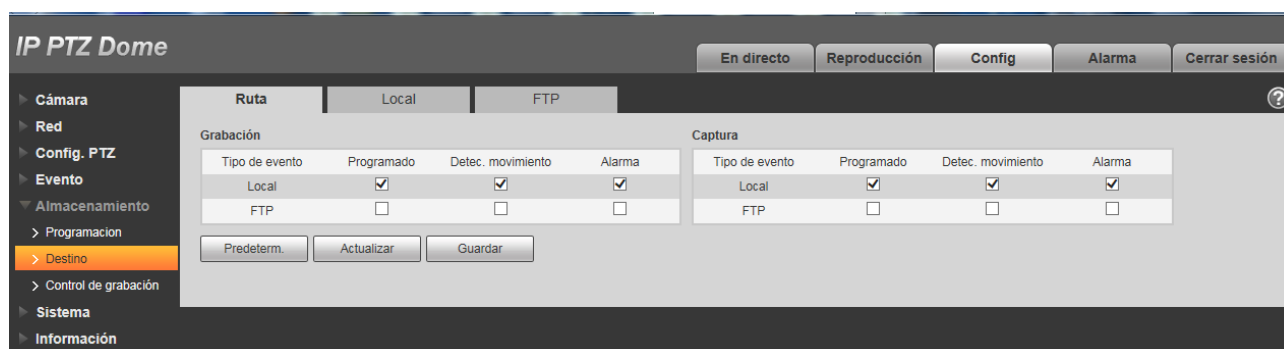 IP PTZ Dome
En directo Reproducción Config Alarma Cerrar sesión
Cámara
Red
Config. PTZ
Evento
Almacenamiento
> Programacion
> Destino
> Control de grabación
Sistema
Información
Ruta Local FTP
?
Grabación
Tipo de evento Programado Detec. movimiento Alarma
Local
FTP
Predeterm. Actualizar Guardar
Captura
Tipo de evento Programado Detec. movimiento Alarma
Local
FTP